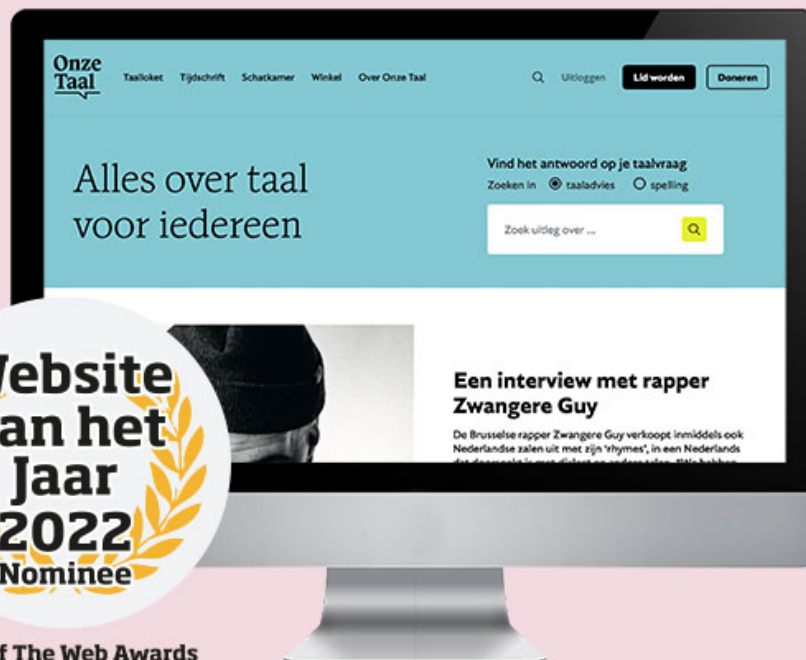 Onze
Taal
Taalloket Tijdschrift Schatkamer Winkel Over Onze Taal
Uitloggen Lid worden Doneren
Alles over taal
voor iedereen
Vind het antwoord op je taalvraag
Zoeken in taaladvies spelling
Zoek uitleg over ...
Een interview met rapper
Zwangere Guy
De Brusselse rapper Zwangere Guy verkoopt inmiddels ook
Nederlandse zalen uit met zijn 'rhymes', in een Nederlands
ebsite
an het
Jaar
2022
Nominee
f The Web Awards